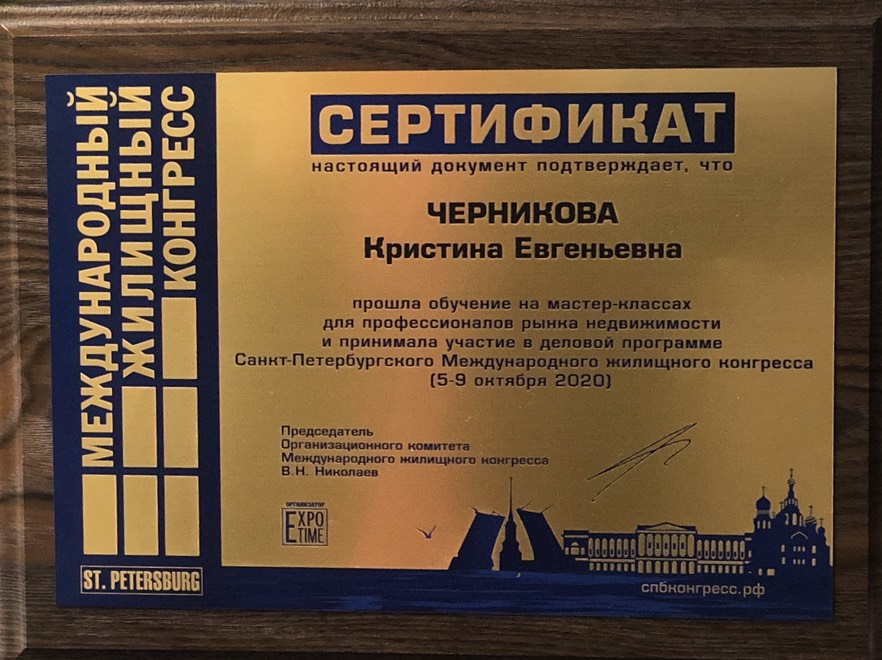 МЕЖДУНАРОДНЫЙ
ЖИЛИЩНЫЙ
КОНГРЕСС
ST. PETERSBURG
СЕРТИФИКАТ
настоящий документ подтверждает, что
ЧЕРНИКОВА
Кристина Евгеньевна
прошла обучение на мастер-классах
для профессионалов рынка недвижимости
и принимала участие в деловой программе
Санкт-Петербургского Международного жилищного конгресса
(5-9 октября 2020)
Председатель
Организационного комитета
Международного жилищного конгресса
В.Н. Николаев
ОРГАНИЗАТОР
EXPO
TIME
спбконгресс.рф